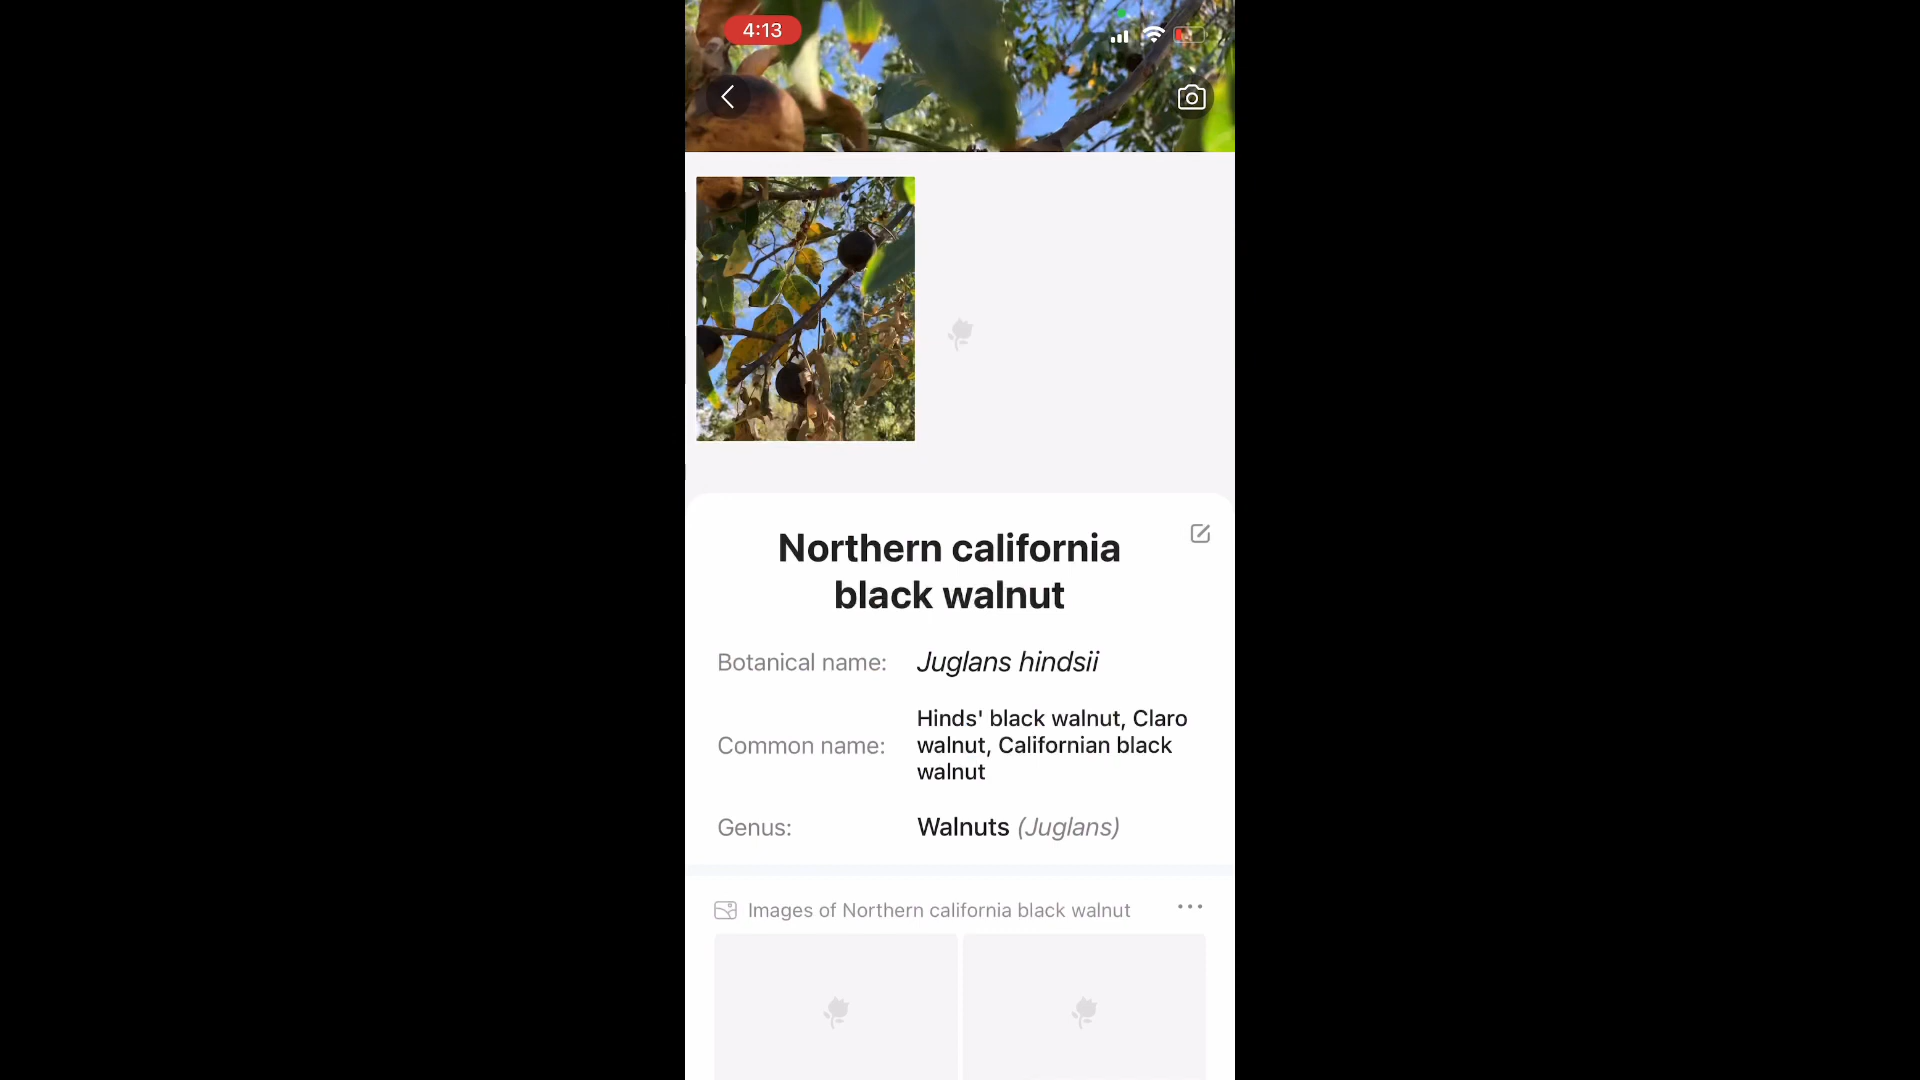 4:13
Northern california
black walnut
Botanical name: Juglans hindsii
Common name: Hinds' black walnut, Claro
walnut, Californian black
walnut
Genus: Walnuts (Juglans)
Images of Northern california black walnut